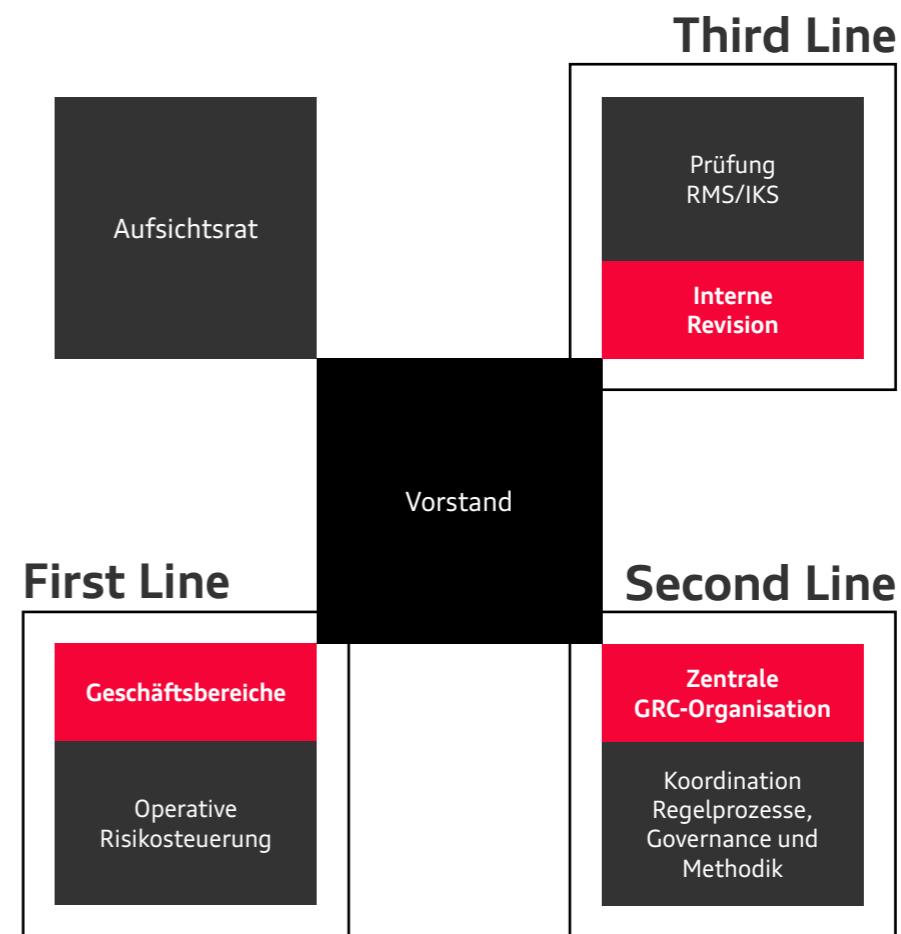 Third Line
Aufsichtsrat
Prüfung
RMS/IKS
Interne
Revision
Vorstand
First Line
Second Line
Geschäftsbereiche
Operative
Risikosteuerung
Zentrale
GRC-Organisation
Koordination
Regelprozesse,
Governance und
Methodik